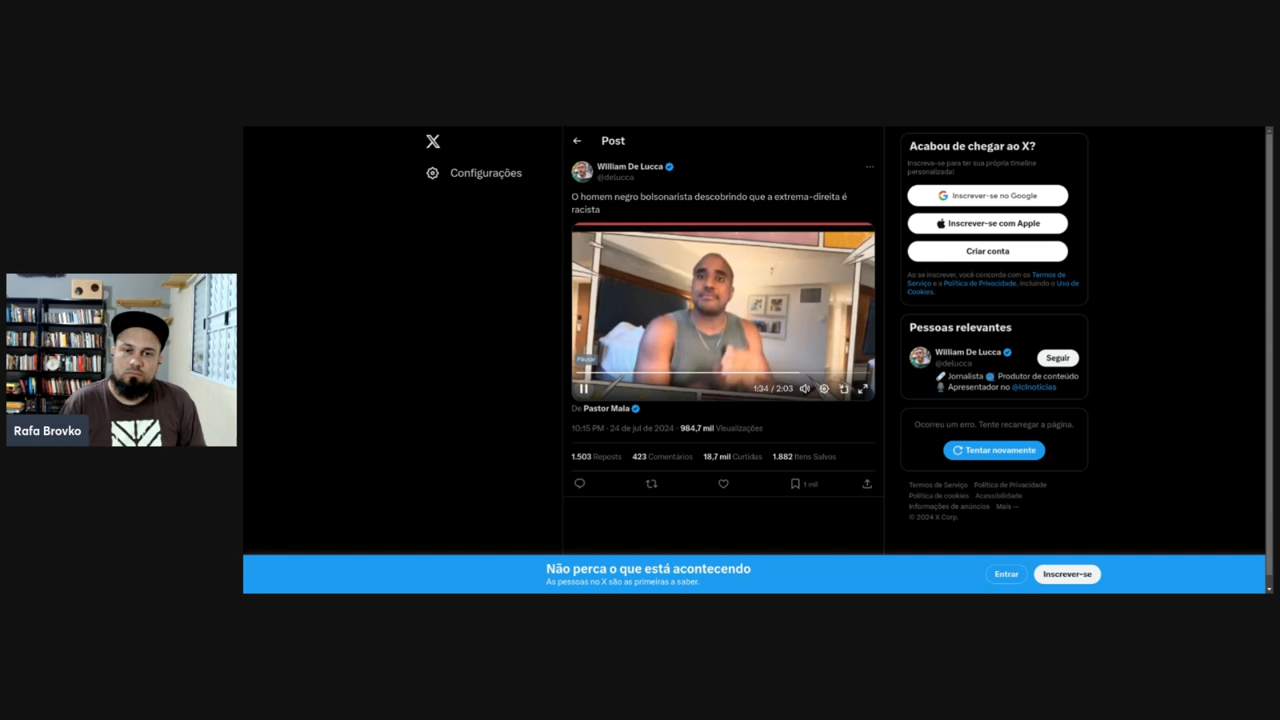 Rafa Brovko
Configurações
Post
William De Lucca
@delucca
O homem negro bolsonarista descobrindo que a extrema-direita é
racista
Pausar
1:34 / 2:03
De Pastor Mala
10:15 PM · 24 de jul de 2024 · 984,7 mil Visualizações
1.503 Reposts 423 Comentários 18,7 mil Curtidas 1.882 Itens Salvos
1 mil
Acabou de chegar ao X?
Inscreva-se para ter sua própria timeline
personalizada!
Inscrever-se no Google
Inscrever-se com Apple
Criar conta
Ao se inscrever, você concorda com os Termos de
Serviço e a Política de Privacidade, incluindo o Uso de
Cookies.
Pessoas relevantes
William De Lucca
@delucca
Seguir
Jornalista Produtor de conteúdo
Apresentador no @iclnoticias
Ocorreu um erro. Tente recarregar a página.
Tentar novamente
Termos de Serviço Política de Privacidade
Política de cookies Acessibilidade
Informações de anúncios Mais —
© 2024 X Corp.
Não perca o que está acontecendo
As pessoas no X são as primeiras a saber.
Entrar
Inscrever-se